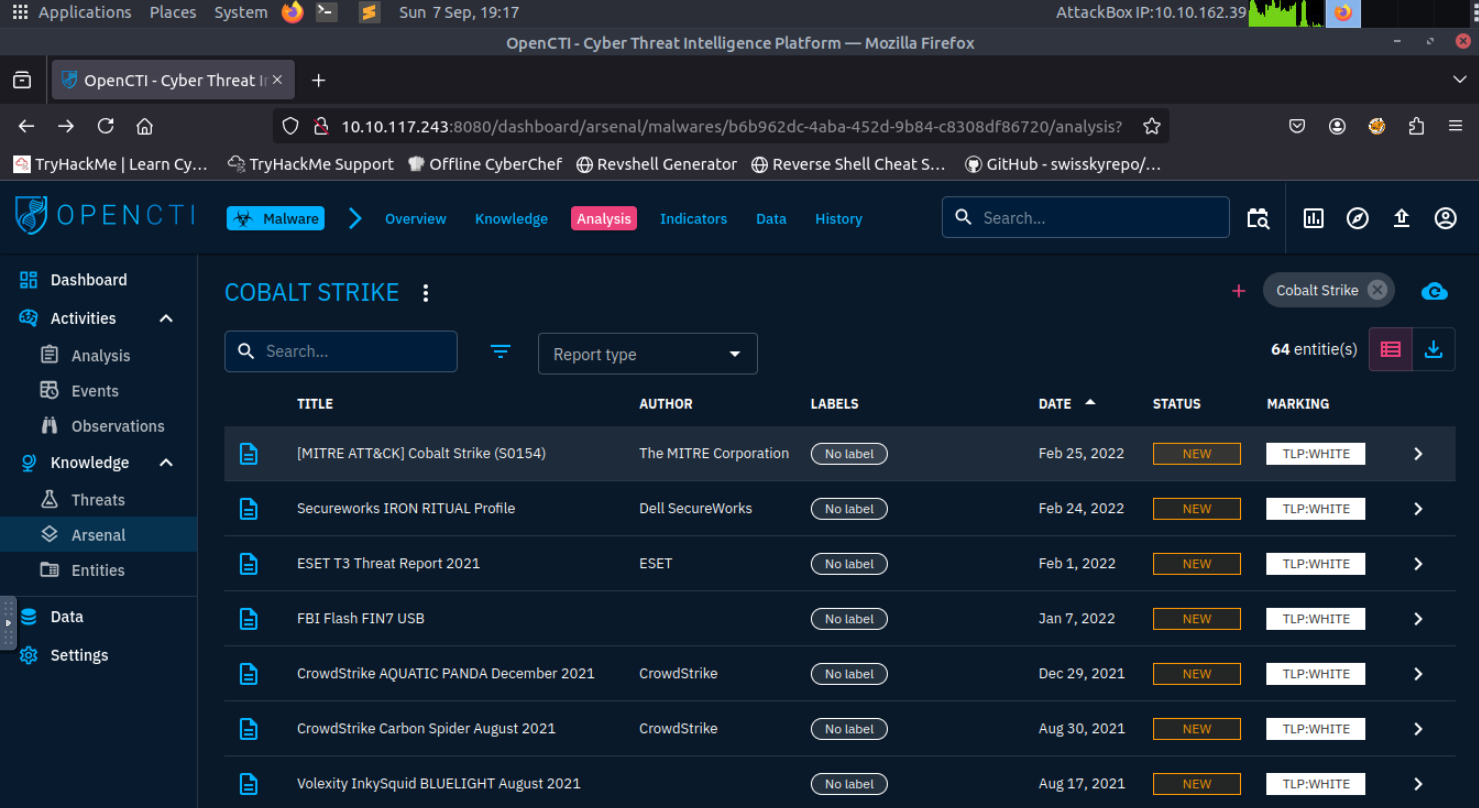 Applications Places System Sun 7 Sep, 19:17 AttackBox IP:10.10.162.39
OpenCTI - Cyber Threat Intelligence Platform — Mozilla Firefox
OpenCTI - Cyber Threat
10.10.117.243:8080/dashboard/arsenal/malwares/b6b962dc-4aba-452d-9b84-c8308df86720/analysis?
TryHackMe | Learn Cy... TryHackMe Support Offline CyberChef Revshell Generator Reverse Shell Cheat S... GitHub - swisskyrepo/...
OPENCTI Malware Overview Knowledge Analysis Indicators Data History Search...
Dashboard
Activities
Analysis
Events
Observations
Knowledge
Threats
Arsenal
Entities
Data
Settings
COBALT STRIKE Cobalt Strike
Search... Report type 64 entitie(s)
TITLE AUTHOR LABELS DATE STATUS MARKING
[MITRE ATT&CK] Cobalt Strike (S0154) The MITRE Corporation No label Feb 25, 2022 NEW TLP:WHITE
Secureworks IRON RITUAL Profile Dell SecureWorks No label Feb 24, 2022 NEW TLP:WHITE
ESET T3 Threat Report 2021 ESET No label Feb 1, 2022 NEW TLP:WHITE
FBI Flash FIN7 USB No label Jan 7, 2022 NEW TLP:WHITE
CrowdStrike AQUATIC PANDA December 2021 CrowdStrike No label Dec 29, 2021 NEW TLP:WHITE
CrowdStrike Carbon Spider August 2021 CrowdStrike No label Aug 30, 2021 NEW TLP:WHITE
Volexity InkySquid BLUELIGHT August 2021 No label Aug 17, 2021 NEW TLP:WHITE